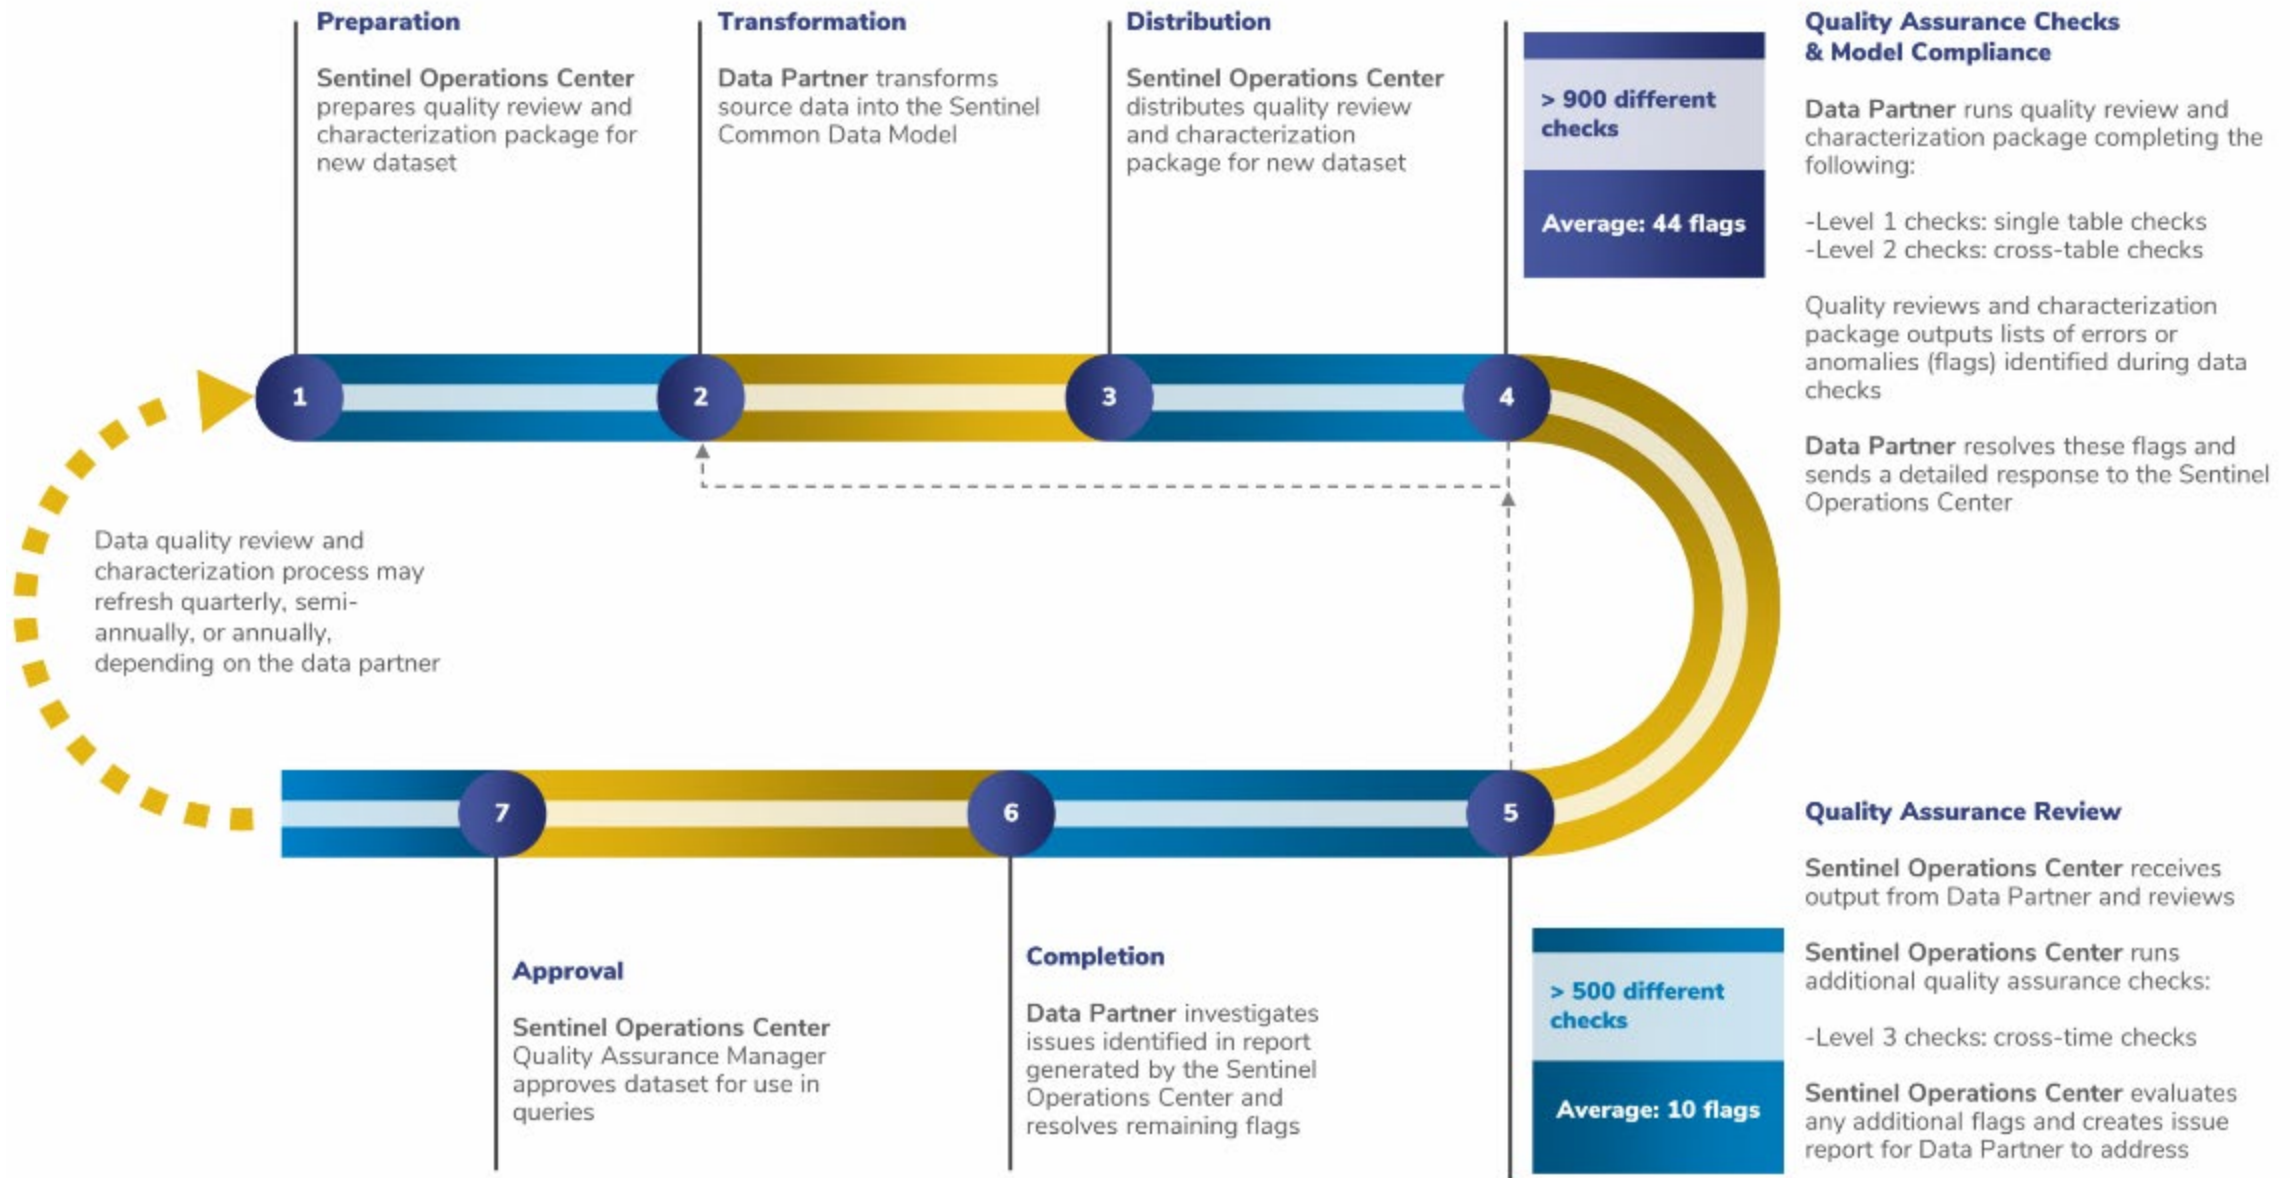 Preparation
Sentinel Operations Center
prepares quality review and
characterization package for
new dataset
Transformation
Data Partner transforms
source data into the Sentinel
Common Data Model
Distribution
Sentinel Operations Center
distributes quality review
and characterization
package for new dataset
> 900 different
checks
Average: 44 flags
Quality Assurance Checks
& Model Compliance
Data Partner runs quality review and
characterization package completing the
following:
-Level 1 checks: single table checks
-Level 2 checks: cross-table checks
Quality reviews and characterization
package outputs lists of errors or
anomalies (flags) identified during data
checks
Data Partner resolves these flags and
sends a detailed response to the Sentinel
Operations Center
1
2
3
4
Data quality review and
characterization process may
refresh quarterly, semi-
annually, or annually,
depending on the data partner
7
6
5
Approval
Sentinel Operations Center
Quality Assurance Manager
approves dataset for use in
queries
Completion
Data Partner investigates
issues identified in report
generated by the Sentinel
Operations Center and
resolves remaining flags
> 500 different
checks
Average: 10 flags
Quality Assurance Review
Sentinel Operations Center receives
output from Data Partner and reviews
Sentinel Operations Center runs
additional quality assurance checks:
-Level 3 checks: cross-time checks
Sentinel Operations Center evaluates
any additional flags and creates issue
report for Data Partner to address